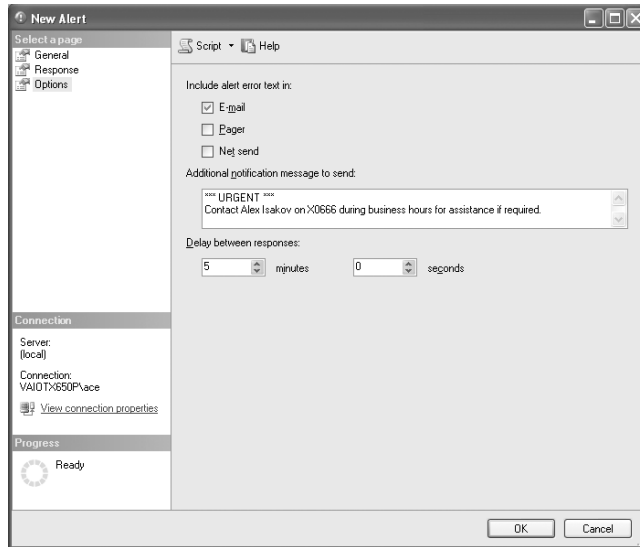 New Alert
Select a page
General
Response
Options
Script
Help
Include alert error text in:
E-mail
Pager
Net send
Additional notification message to send:
*** URGENT ***
Contact Alex Isakov on X0666 during business hours for assistance if required.
Delay between responses:
5 minutes 0 seconds
Connection
Server:
(local)
Connection:
VAIOTX650P\ace
View connection properties
Progress
Ready
OK Cancel